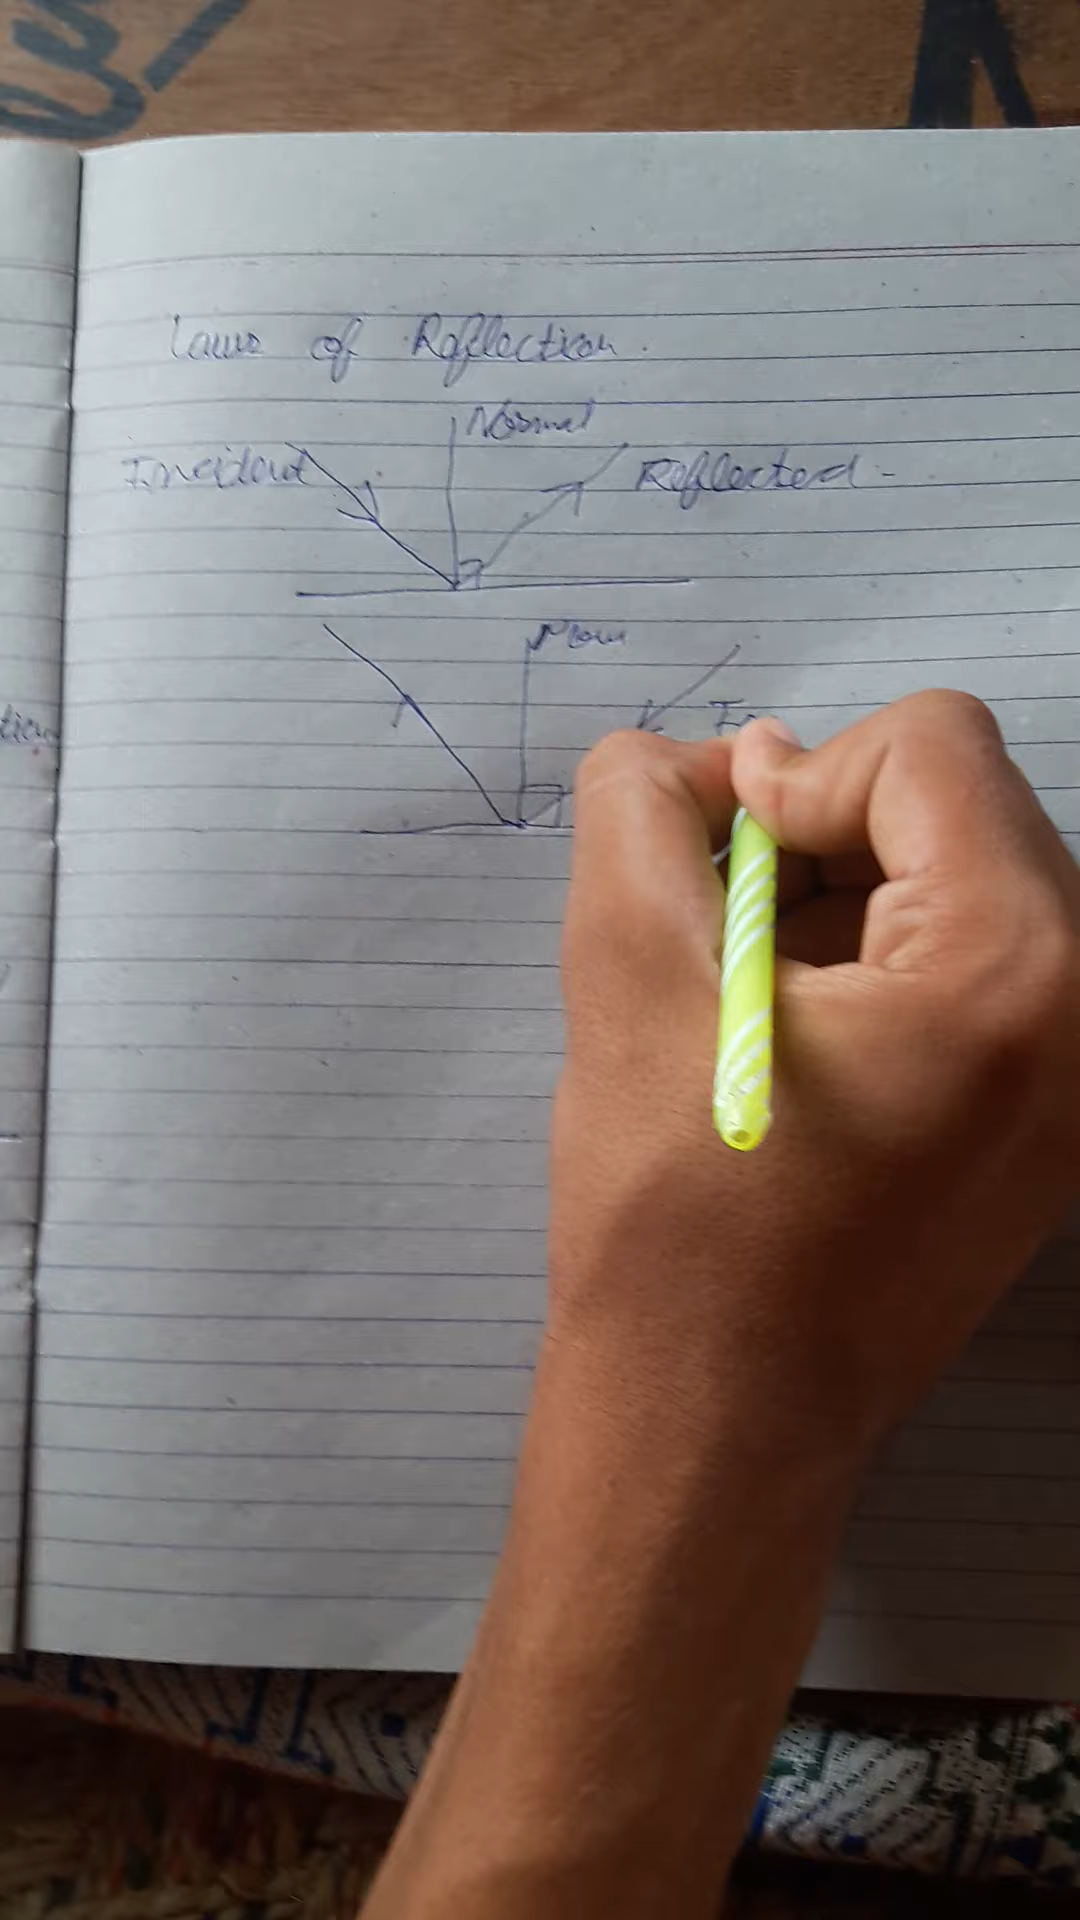 Laws of Reflection.
Normal
Incident
Reflected -